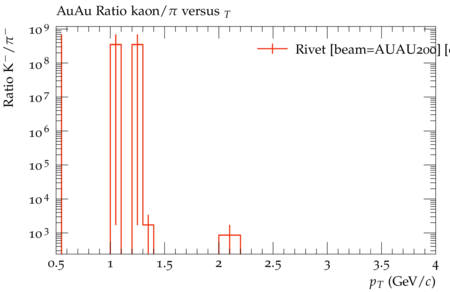 AuAu Ratio kaon/π versus T
Rivet [beam=AUAU200] [
Ratio K⁻/π⁻
10⁹
10⁸
10⁷
10⁶
10⁵
10⁴
10³
0.5 1 1.5 2 2.5 3 3.5 4
pT (GeV/c)